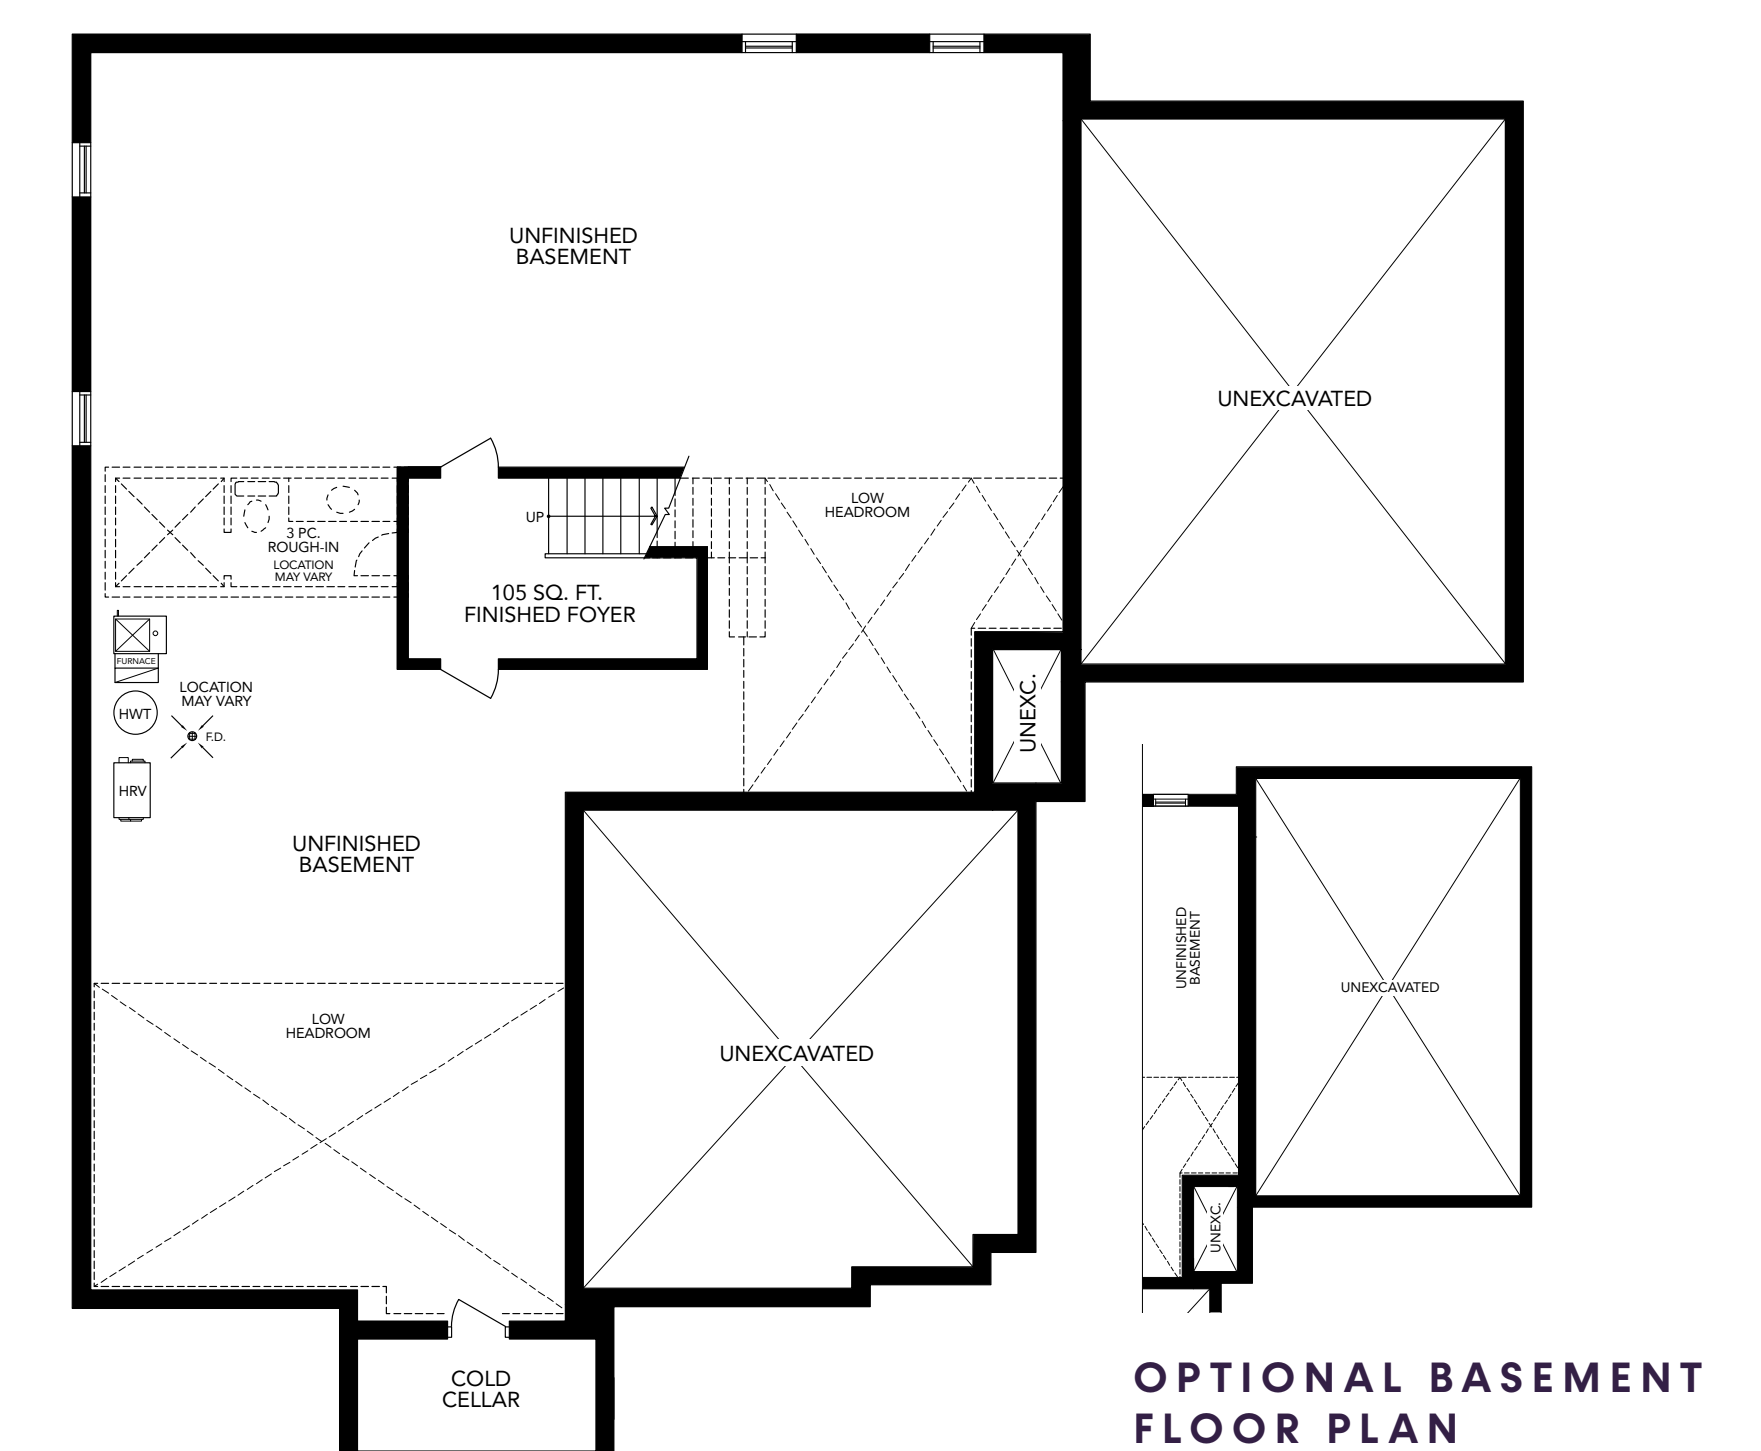 UNFINISHED
BASEMENT
UNEXCAVATED
LOW
HEADROOM
UP
3 PC.
ROUGH-IN
LOCATION
MAY VARY
105 SQ. FT.
FINISHED FOYER
FURNACE
LOCATION
MAY VARY
HWT
F.D.
HRV
UNEXC.
UNFINISHED
BASEMENT
LOW
HEADROOM
UNEXCAVATED
COLD
CELLAR
UNFINISHED
BASEMENT
UNEXCAVATED
UNEXC.
OPTIONAL BASEMENT
FLOOR PLAN